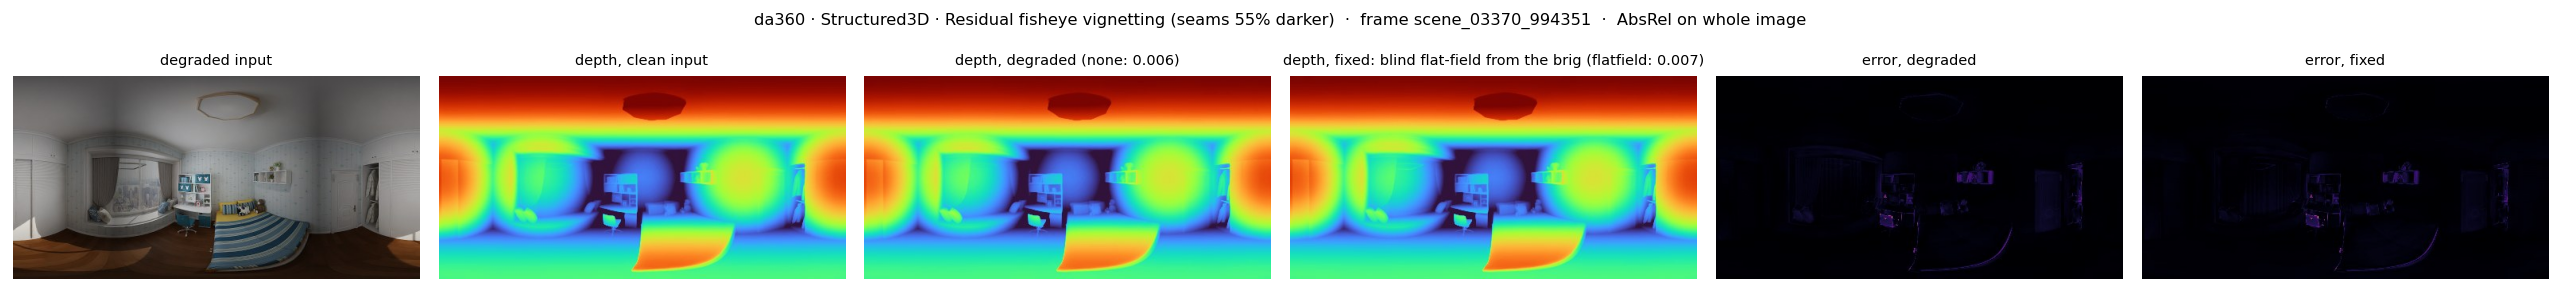 da360 · Structured3D · Residual fisheye vignetting (seams 55% darker) · frame scene_03370_994351 · AbsRel on whole image
degraded input
depth, clean input
depth, degraded (none: 0.006)
depth, fixed: blind flat-field from the brig (flatfield: 0.007)
error, degraded
error, fixed